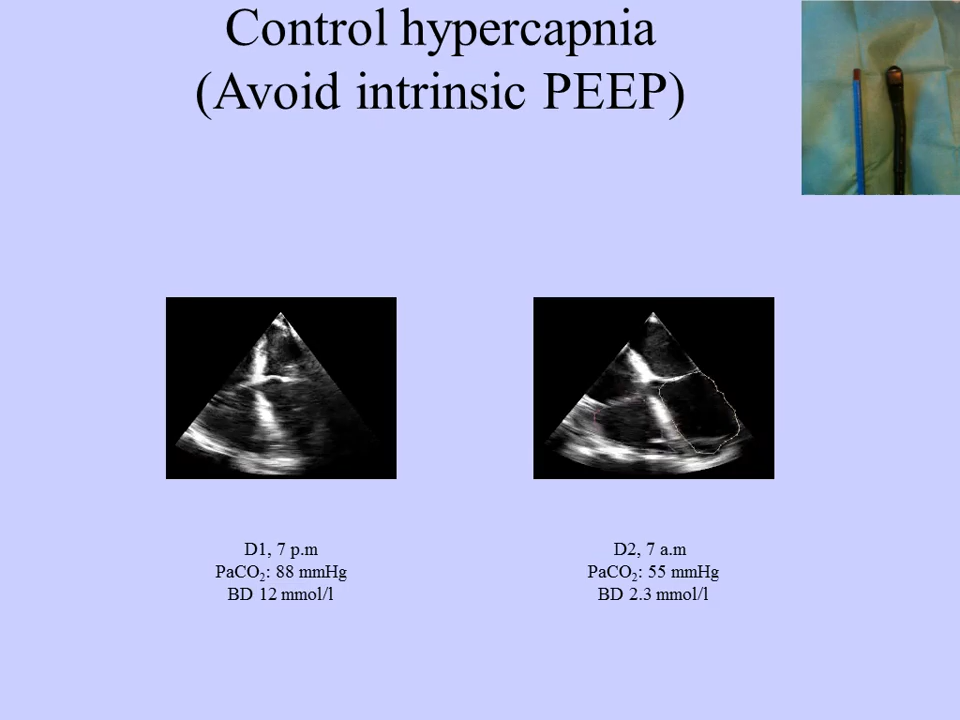 Control hypercapnia
(Avoid intrinsic PEEP)
D1, 7 p.m
PaCO₂: 88 mmHg
BD 12 mmol/l
D2, 7 a.m
PaCO₂: 55 mmHg
BD 2.3 mmol/l